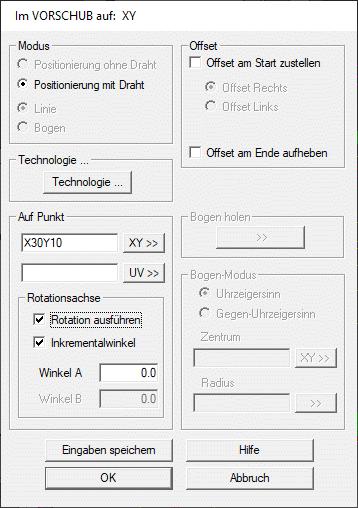 Im VORSCHUB auf: XY
Modus
Positionierung ohne Draht
Positionierung mit Draht
Linie
Bogen
Offset
Offset am Start zustellen
Offset Rechts
Offset Links
Offset am Ende aufheben
Technologie ...
Technologie ...
Auf Punkt
X30Y10
XY >>
UV >>
Rotationsachse
Rotation ausführen
Inkrementalwinkel
Winkel A 0.0
Winkel B 0.0
Bogen holen
>>
Bogen-Modus
Uhrzeigersinn
Gegen-Uhrzeigersinn
Zentrum
XY >>
Radius
>>
Eingaben speichern
Hilfe
OK
Abbruch